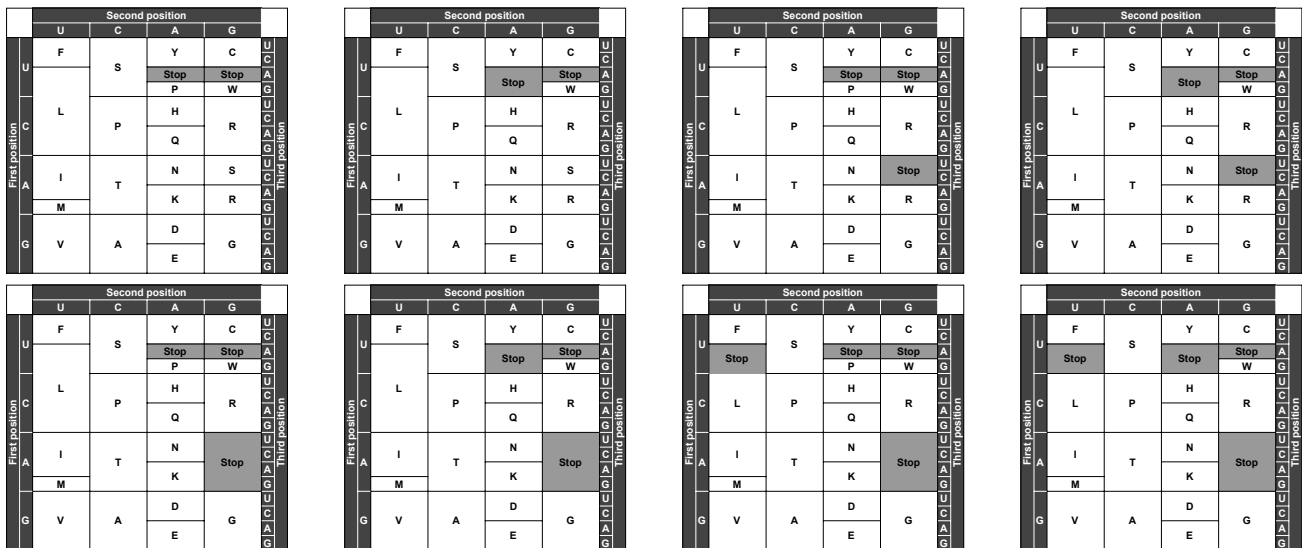 Second position
U C A G
First position
Third position
F Y C U
S C
U Stop Stop A
P W G
L H U
C P R C
Q A
G
I N S U
T C
A K R A
M G
D U
G V A G C
E A
G
Second position
U C A G
First position
Third position
F Y C U
S C
U Stop Stop A
W G
L H U
C P R C
Q A
G
I N S U
T C
A K R A
M G
D U
G V A G C
E A
G
Second position
U C A G
First position
Third position
F Y C U
S C
U Stop Stop A
P W G
L H U
C P R C
Q A
G
I N Stop U
T C
A K R A
M G
D U
G V A G C
E A
G
Second position
U C A G
First position
Third position
F Y C U
S C
U Stop Stop A
W G
L H U
C P R C
Q A
G
I N Stop U
T C
A K R A
M G
D U
G V A G C
E A
G
Second position
U C A G
First position
Third position
F Y C U
S C
U Stop Stop A
P W G
L H U
C P R C
Q A
G
I N U
T Stop C
A K A
M G
D U
G V A G C
E A
G
Second position
U C A G
First position
Third position
F Y C U
S C
U Stop Stop A
W G
L H U
C P R C
Q A
G
I N U
T Stop C
A K A
M G
D U
G V A G C
E A
G
Second position
U C A G
First position
Third position
F Y C U
S C
U Stop Stop Stop A
P W G
H U
C L P R C
Q A
G
I N U
T Stop C
A K A
M G
D U
G V A G C
E A
G
Second position
U C A G
First position
Third position
F Y C U
S C
U Stop Stop Stop A
W G
H U
C L P R C
Q A
G
I N U
T Stop C
A K A
M G
D U
G V A G C
E A
G